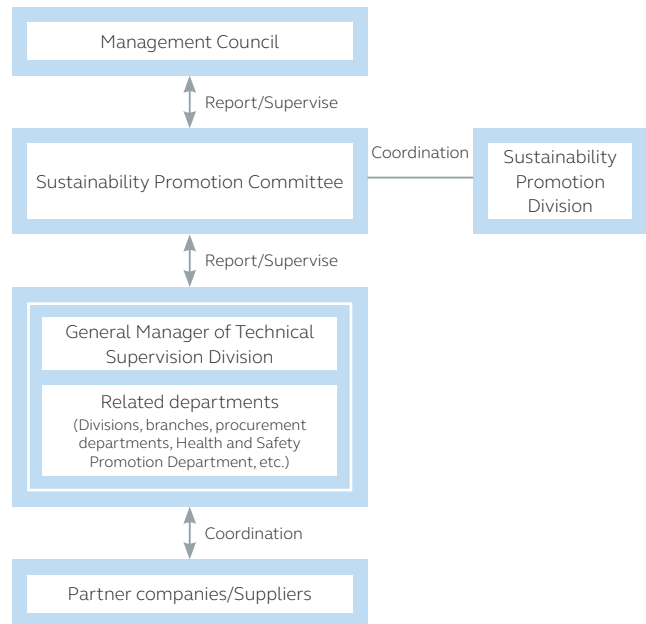 Management Council
Report/Supervise
Sustainability Promotion Committee
Coordination
Sustainability
Promotion
Division
Report/Supervise
General Manager of Technical
Supervision Division
Related departments
(Divisions, branches, procurement
departments, Health and Safety
Promotion Department, etc.)
Coordination
Partner companies/Suppliers